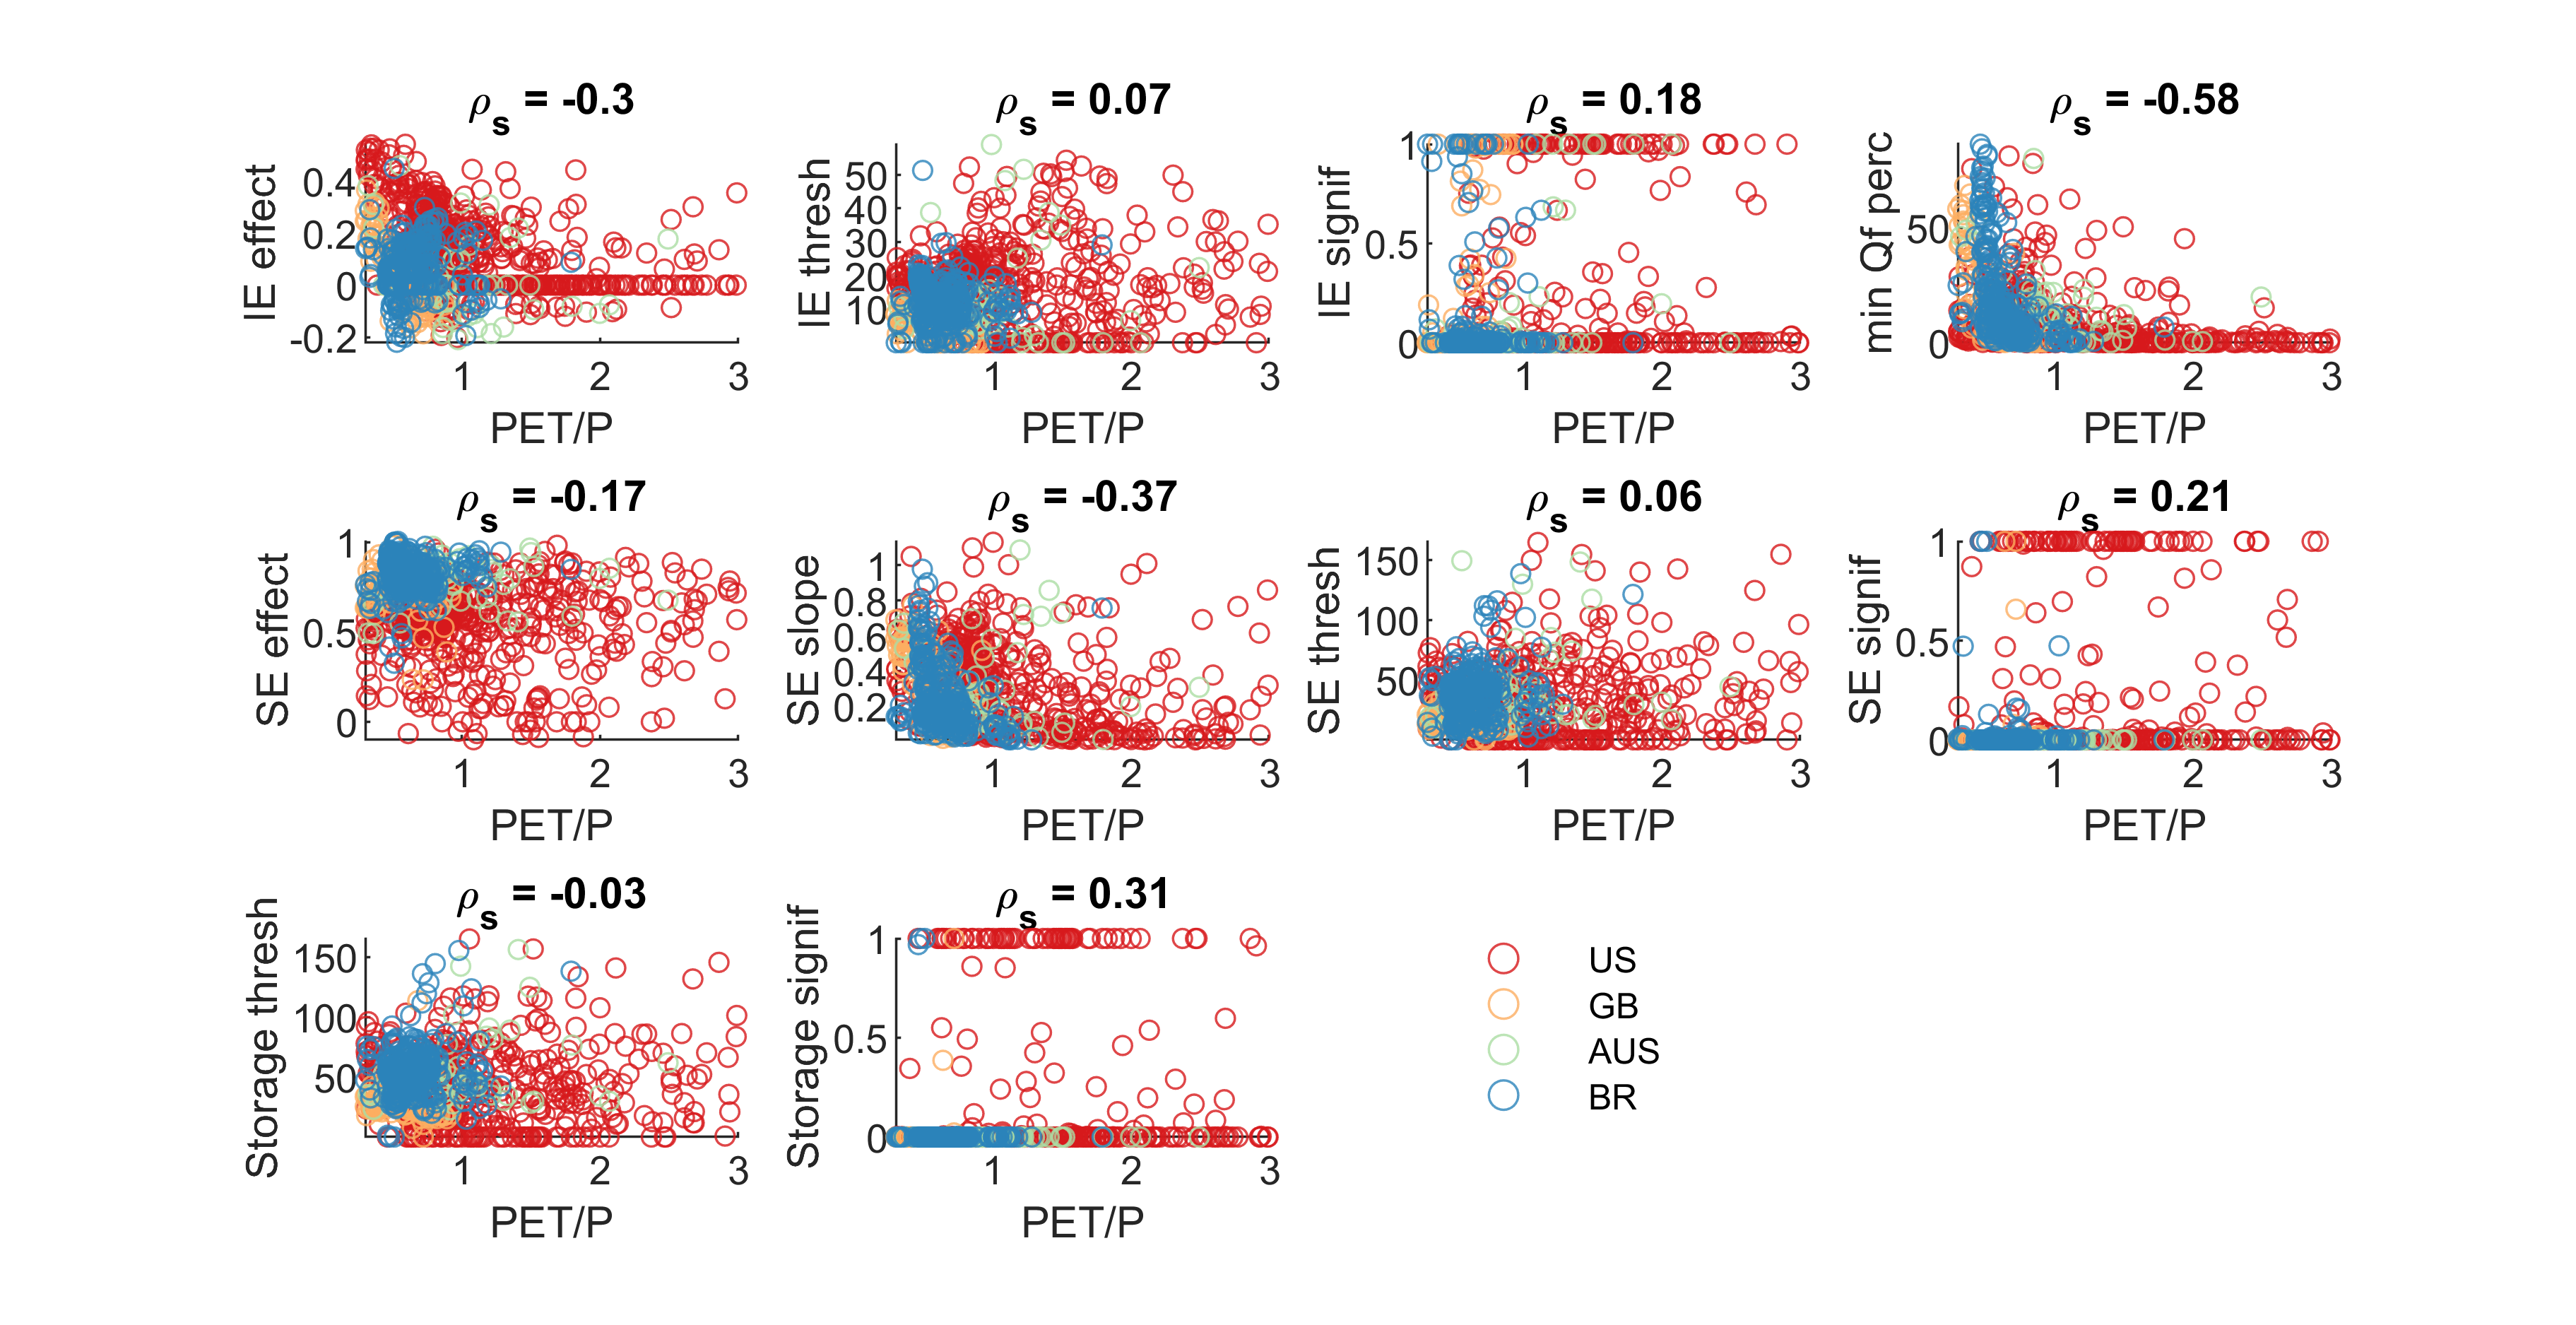 ρs = -0.3
IE effect
0.4
0.2
0
-0.2
1 2 3
PET/P
ρs = 0.07
IE thresh
50
40
30
20
10
1 2 3
PET/P
ρs = 0.18
IE signif
1
0.5
0
1 2 3
PET/P
ρs = -0.58
min Qf perc
50
0
1 2 3
PET/P
ρs = -0.17
SE effect
1
0.5
0
1 2 3
PET/P
ρs = -0.37
SE slope
1
0.8
0.6
0.4
0.2
1 2 3
PET/P
ρs = 0.06
SE thresh
150
100
50
1 2 3
PET/P
ρs = 0.21
SE signif
1
0.5
0
1 2 3
PET/P
ρs = -0.03
Storage thresh
150
100
50
1 2 3
PET/P
ρs = 0.31
Storage signif
1
0.5
0
1 2 3
PET/P
US
GB
AUS
BR